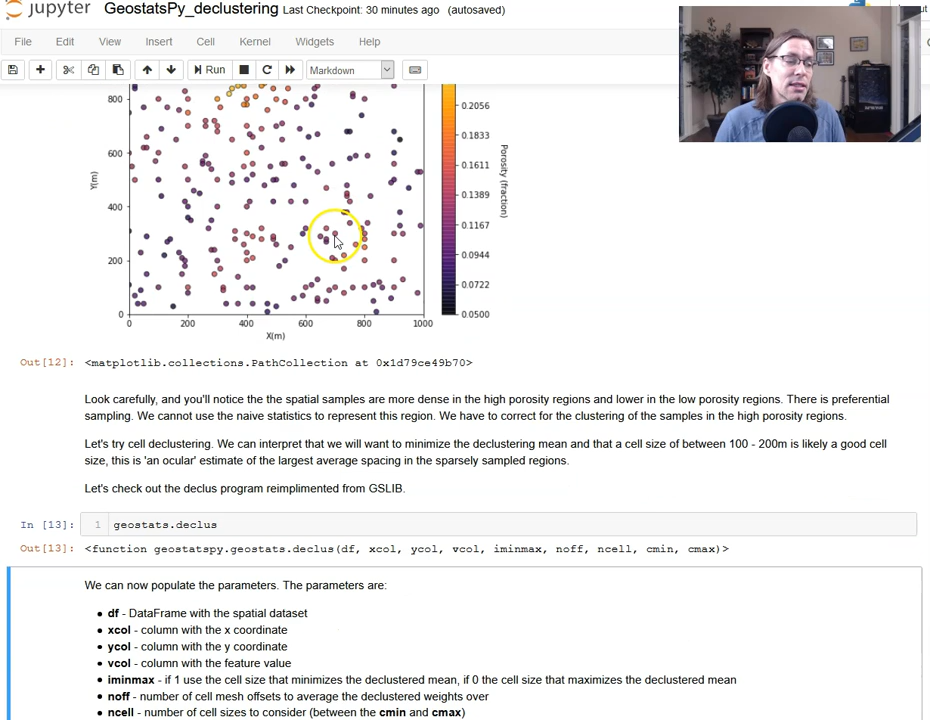 jupyter GeostatsPy_declustering Last Checkpoint: 30 minutes ago (autosaved)
File Edit View Insert Cell Kernel Widgets Help
Run Markdown
800
600
400
200
0
Y(m)
0 200 400 600 800 1000
X(m)
0.2056
0.1833
0.1611
0.1389
0.1167
0.0944
0.0722
0.0500
Porosity (fraction)
Out[12]: <matplotlib.collections.PathCollection at 0x1d79ce49b70>
Look carefully, and you'll notice the the spatial samples are more dense in the high porosity regions and lower in the low porosity regions. There is preferential
sampling. We cannot use the naive statistics to represent this region. We have to correct for the clustering of the samples in the high porosity regions.
Let's try cell declustering. We can interpret that we will want to minimize the declustering mean and that a cell size of between 100 - 200m is likely a good cell
size, this is 'an ocular' estimate of the largest average spacing in the sparsely sampled regions.
Let's check out the declus program reimplimented from GSLIB.
In [13]: 1 geostats.declus
Out[13]: <function geostatspy.geostats.declus(df, xcol, ycol, vcol, iminmax, noff, ncell, cmin, cmax)>
We can now populate the parameters. The parameters are:
• df - DataFrame with the spatial dataset
• xcol - column with the x coordinate
• ycol - column with the y coordinate
• vcol - column with the feature value
• iminmax - if 1 use the cell size that minimizes the declustered mean, if 0 the cell size that maximizes the declustered mean
• noff - number of cell mesh offsets to average the declustered weights over
• ncell - number of cell sizes to consider (between the cmin and cmax)